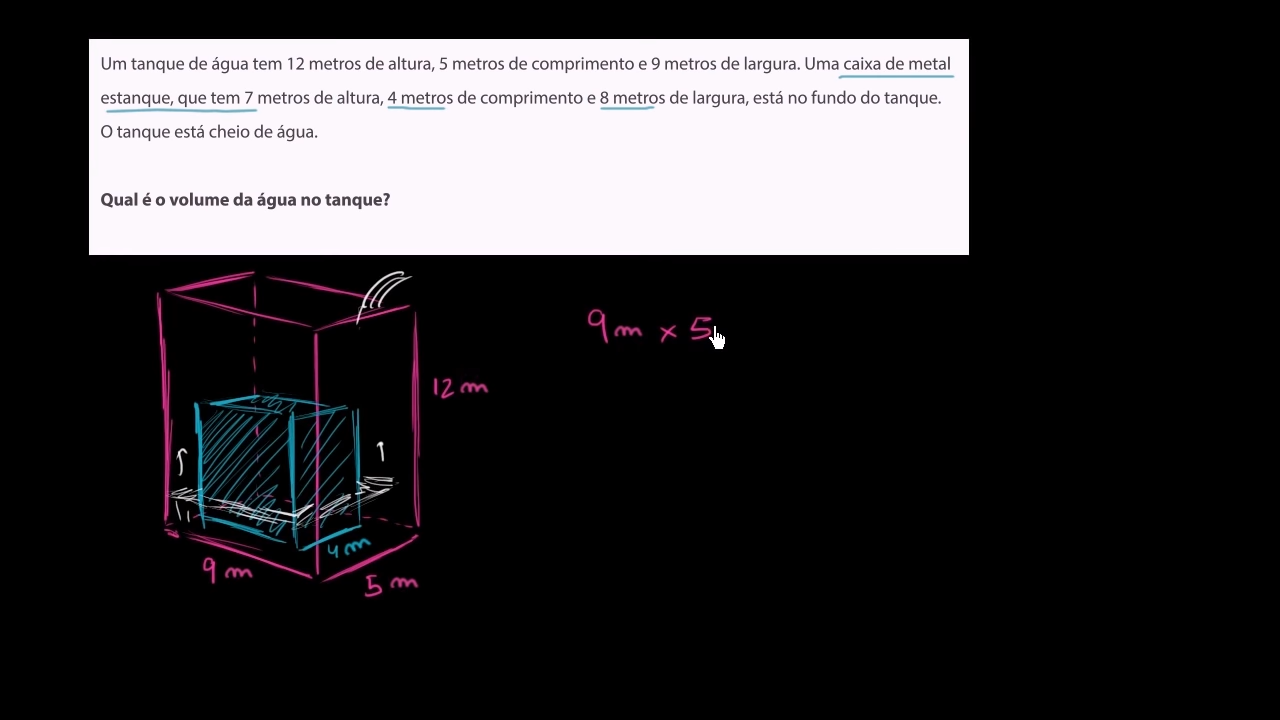 Um tanque de água tem 12 metros de altura, 5 metros de comprimento e 9 metros de largura. Uma caixa de metal
estanque, que tem 7 metros de altura, 4 metros de comprimento e 8 metros de largura, está no fundo do tanque.
O tanque está cheio de água.
Qual é o volume da água no tanque?
9 m x 5
12 m
4 m
9 m
5 m